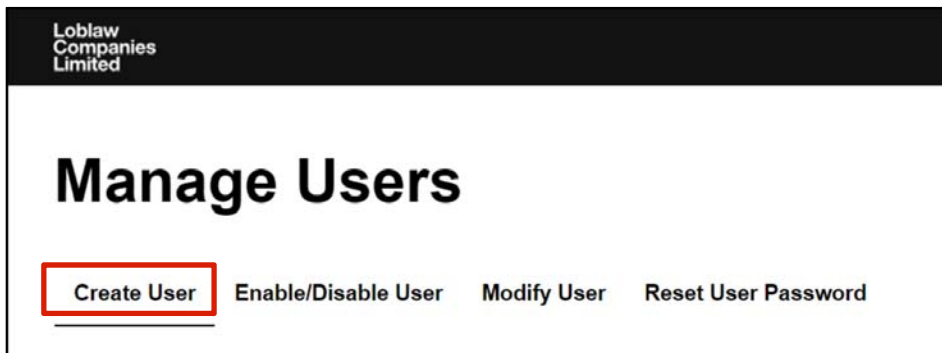 Loblaw
Companies
Limited
Manage Users
Create User Enable/Disable User Modify User Reset User Password